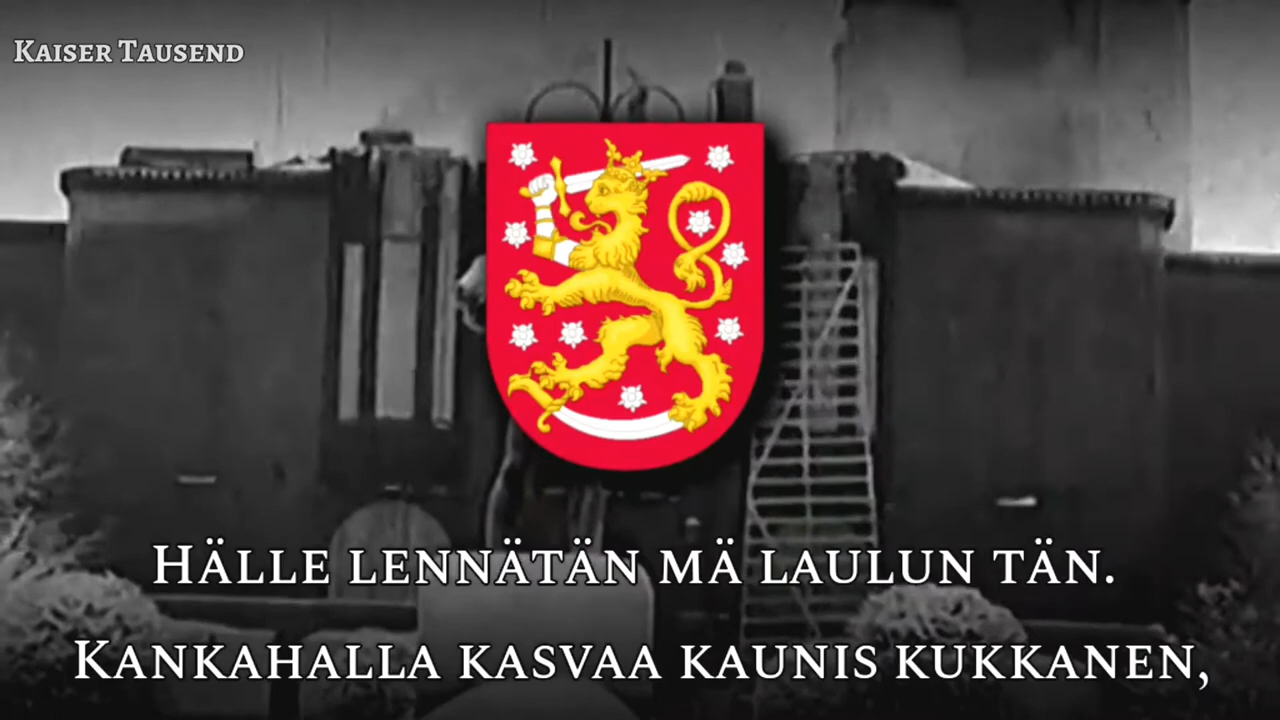 Kaiser Tausend
Hälle lennätän mä laulun tän.
Kankahalla kasvaa kaunis kukkanen,